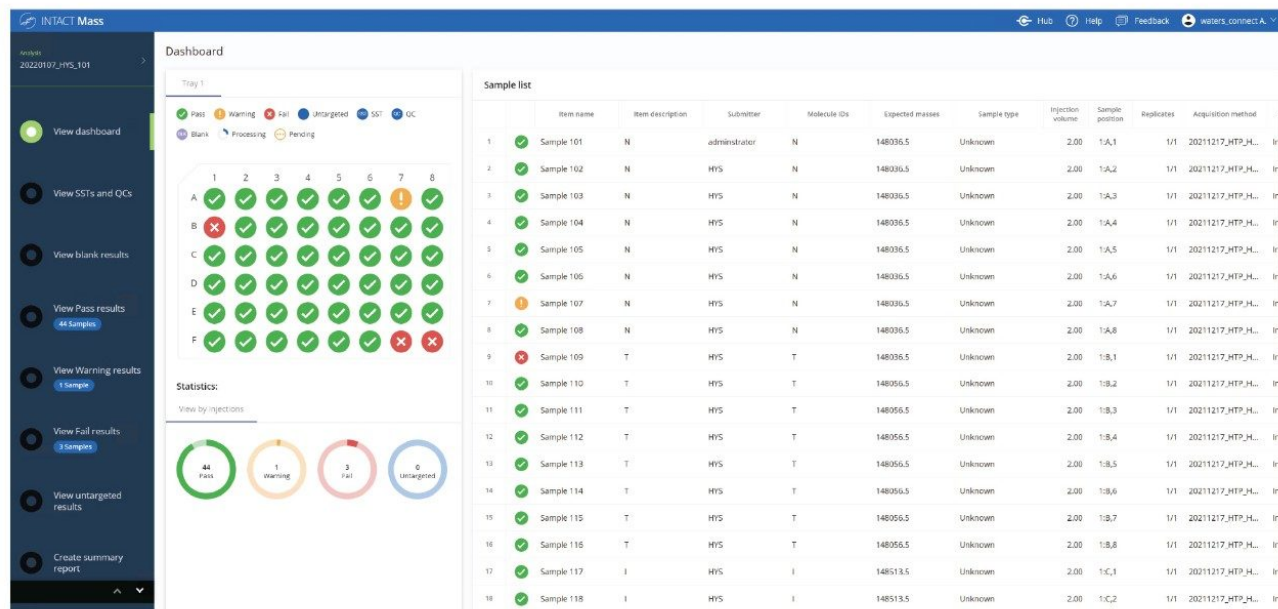 INTACT Mass
Hub Help Feedback waters_connect A.
Analysis
20220107_HYS_101
View dashboard
View SSTs and QCs
View blank results
View Pass results
44 Samples
View Warning results
1 Sample
View Fail results
3 Samples
View untargeted
results
Create summary
report
Dashboard
Tray 1
Pass Warning Fail Untargeted SST QC
Blank Processing Pending
1 2 3 4 5 6 7 8
A
B
C
D
E
F
Statistics:
View by injections
44 Pass
1 Warning
3 Fail
0 Untargeted
Sample list
Item name Item description Submitter Molecule IDs Expected masses Sample type Injection volume Sample position Replicates Acquisition method
1 Sample 101 N adminstrator N 148036.5 Unknown 2.00 1:A,1 1/1 20211217_HTP_H...
2 Sample 102 N HYS N 148036.5 Unknown 2.00 1:A,2 1/1 20211217_HTP_H...
3 Sample 103 N HYS N 148036.5 Unknown 2.00 1:A,3 1/1 20211217_HTP_H...
4 Sample 104 N HYS N 148036.5 Unknown 2.00 1:A,4 1/1 20211217_HTP_H...
5 Sample 105 N HYS N 148036.5 Unknown 2.00 1:A,5 1/1 20211217_HTP_H...
6 Sample 106 N HYS N 148036.5 Unknown 2.00 1:A,6 1/1 20211217_HTP_H...
7 Sample 107 N HYS N 148036.5 Unknown 2.00 1:A,7 1/1 20211217_HTP_H...
8 Sample 108 N HYS N 148036.5 Unknown 2.00 1:A,8 1/1 20211217_HTP_H...
9 Sample 109 T HYS T 148036.5 Unknown 2.00 1:B,1 1/1 20211217_HTP_H...
10 Sample 110 T HYS T 148056.5 Unknown 2.00 1:B,2 1/1 20211217_HTP_H...
11 Sample 111 T HYS T 148056.5 Unknown 2.00 1:B,3 1/1 20211217_HTP_H...
12 Sample 112 T HYS T 148056.5 Unknown 2.00 1:B,4 1/1 20211217_HTP_H...
13 Sample 113 T HYS T 148056.5 Unknown 2.00 1:B,5 1/1 20211217_HTP_H...
14 Sample 114 T HYS T 148056.5 Unknown 2.00 1:B,6 1/1 20211217_HTP_H...
15 Sample 115 T HYS T 148056.5 Unknown 2.00 1:B,7 1/1 20211217_HTP_H...
16 Sample 116 T HYS T 148056.5 Unknown 2.00 1:B,8 1/1 20211217_HTP_H...
17 Sample 117 I HYS I 148513.5 Unknown 2.00 1:C,1 1/1 20211217_HTP_H...
18 Sample 118 I HYS I 148513.5 Unknown 2.00 1:C,2 1/1 20211217_HTP_H...